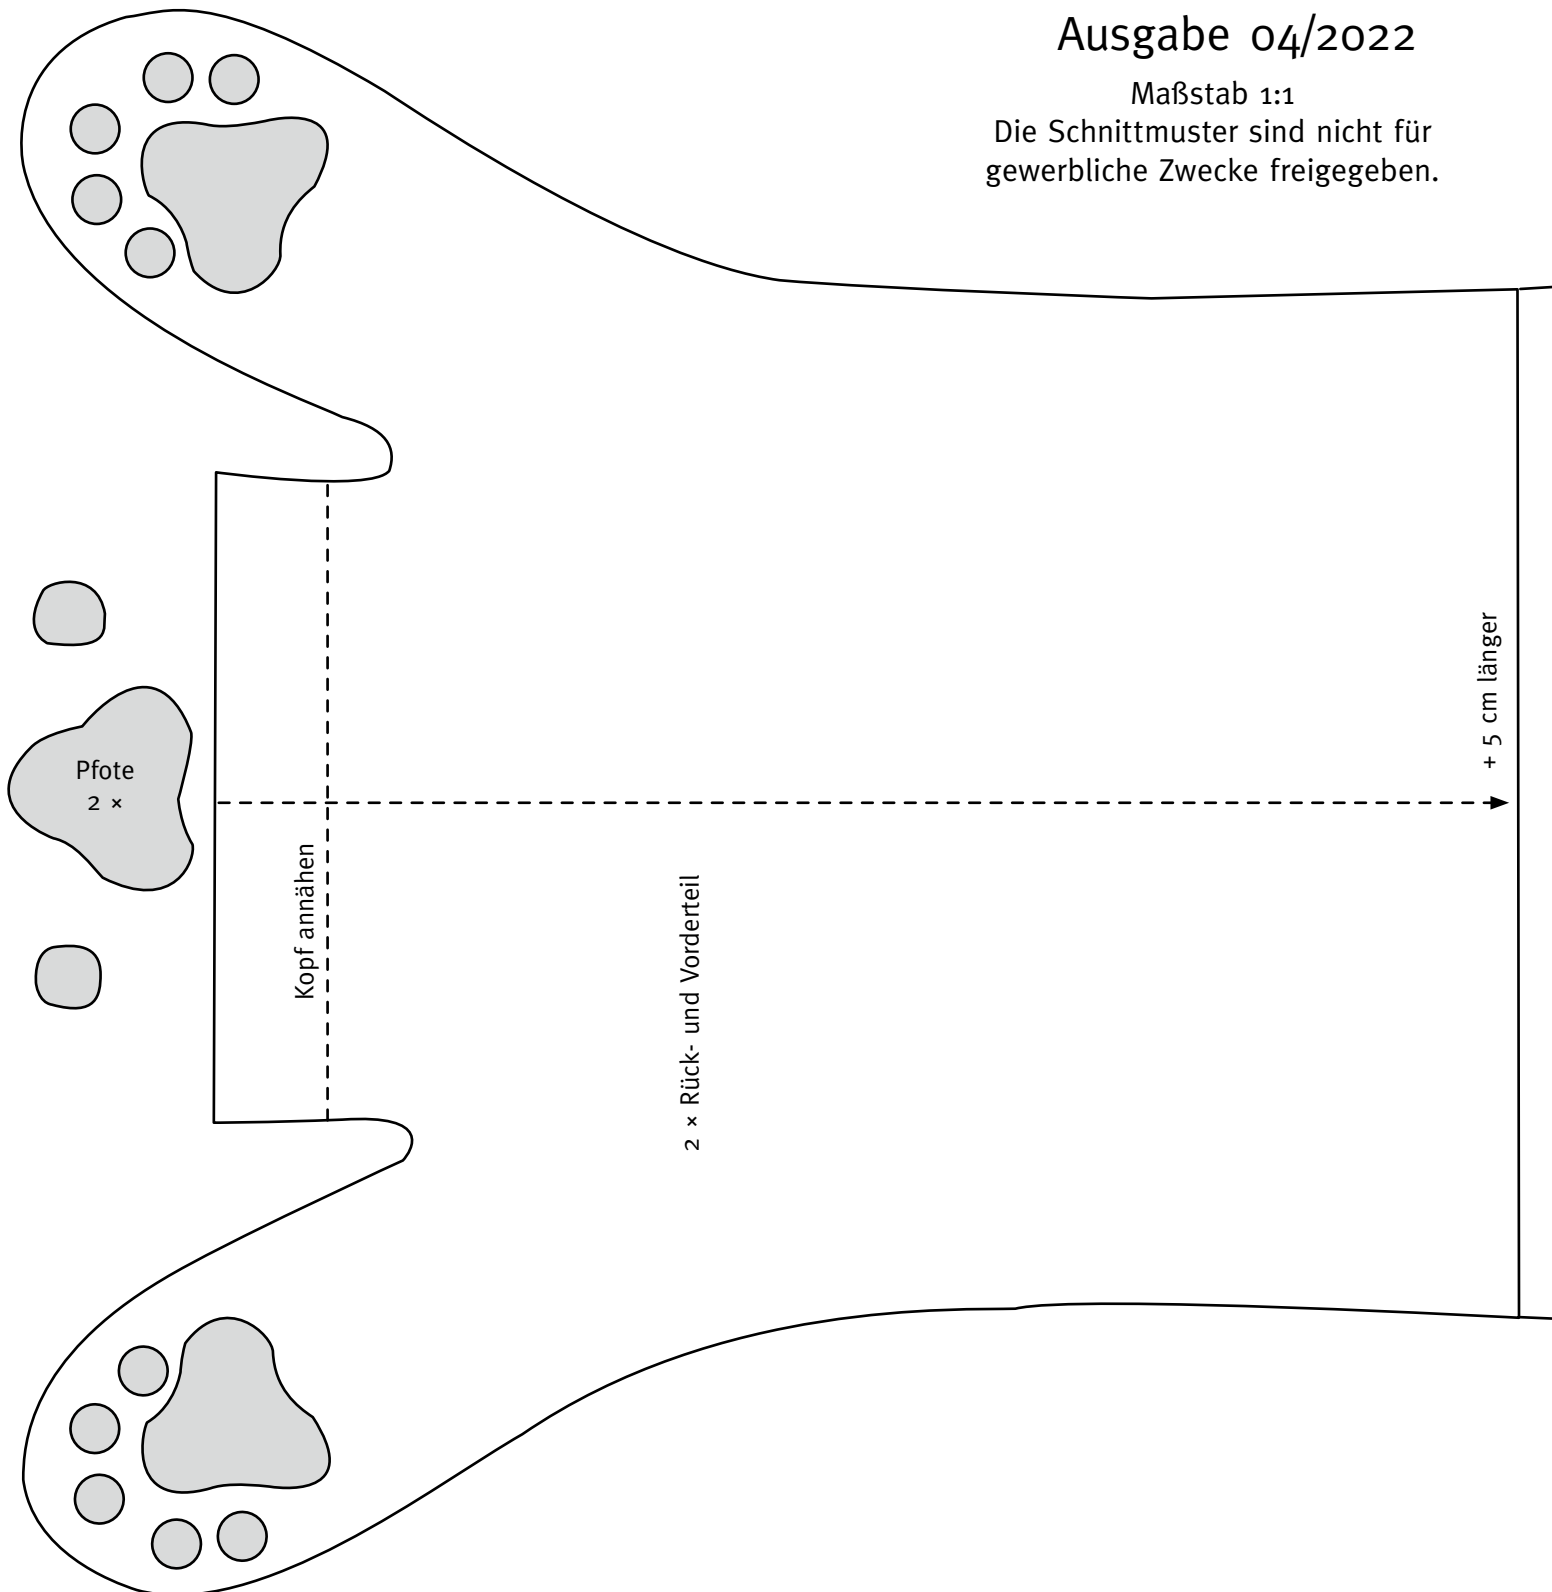 Ausgabe 04/2022
Maßstab 1:1
Die Schnittmuster sind nicht für
gewerbliche Zwecke freigegeben.
+ 5 cm länger
Pfote
2 ×
Kopf annähen
2 × Rück- und Vorderteil